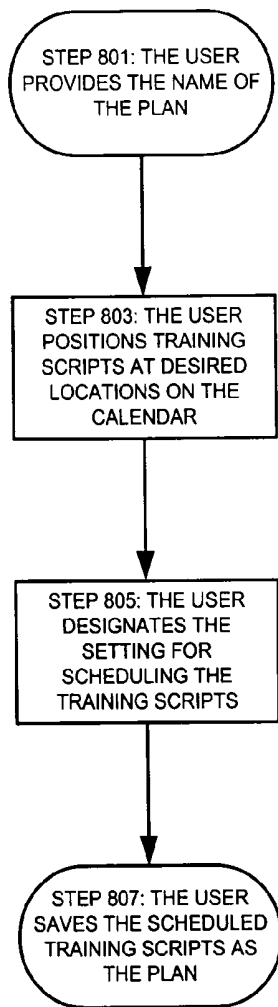 STEP 801: THE USER
PROVIDES THE NAME OF
THE PLAN
STEP 803: THE USER
POSITIONS TRAINING
SCRIPTS AT DESIRED
LOCATIONS ON THE
CALENDAR
STEP 805: THE USER
DESIGNATES THE
SETTING FOR
SCHEDULING THE
TRAINING SCRIPTS
STEP 807: THE USER
SAVES THE SCHEDULED
TRAINING SCRIPTS AS
THE PLAN